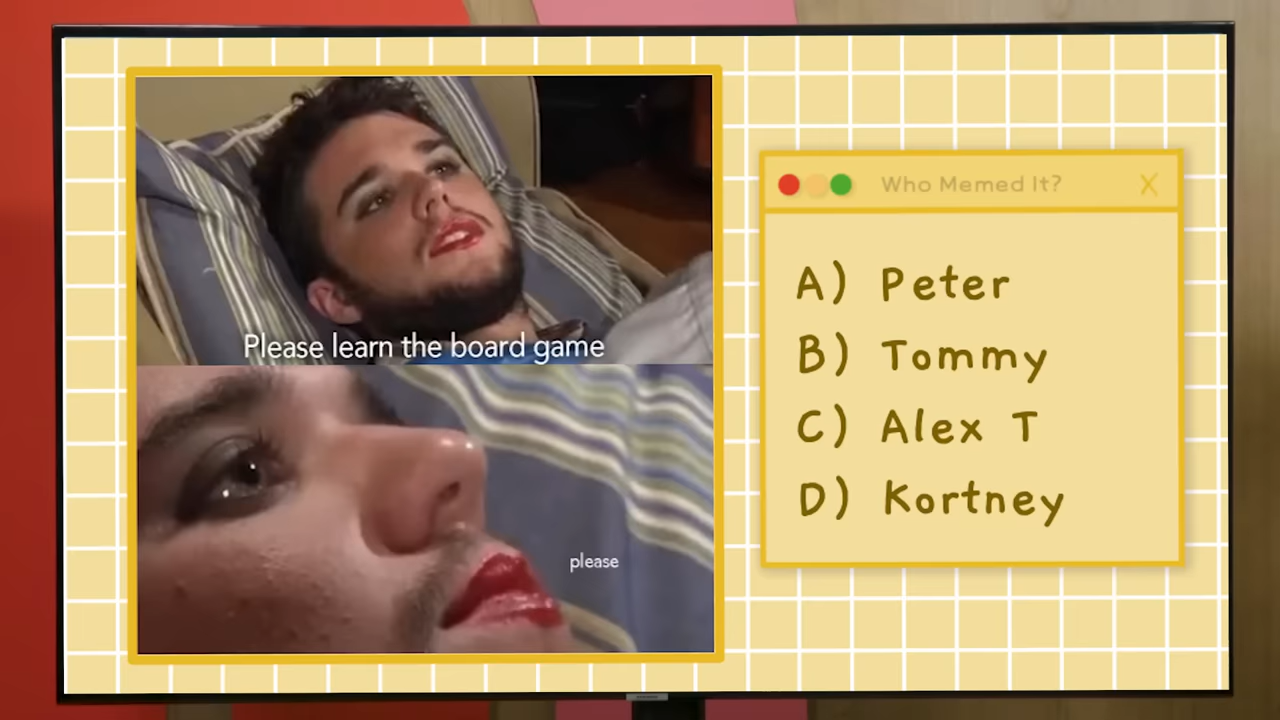 Please learn the board game
please
Who Memed It?
X
A) Peter
B) Tommy
C) Alex T
D) Kortney